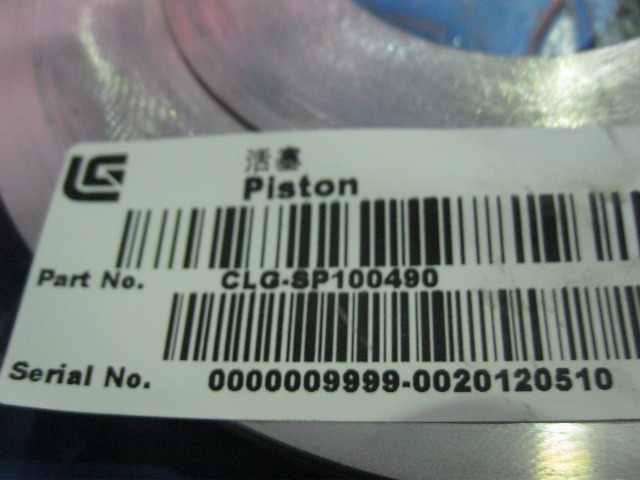 活塞
Piston
Part No. CLG-SP100490
Serial No. 0000009999-0020120510